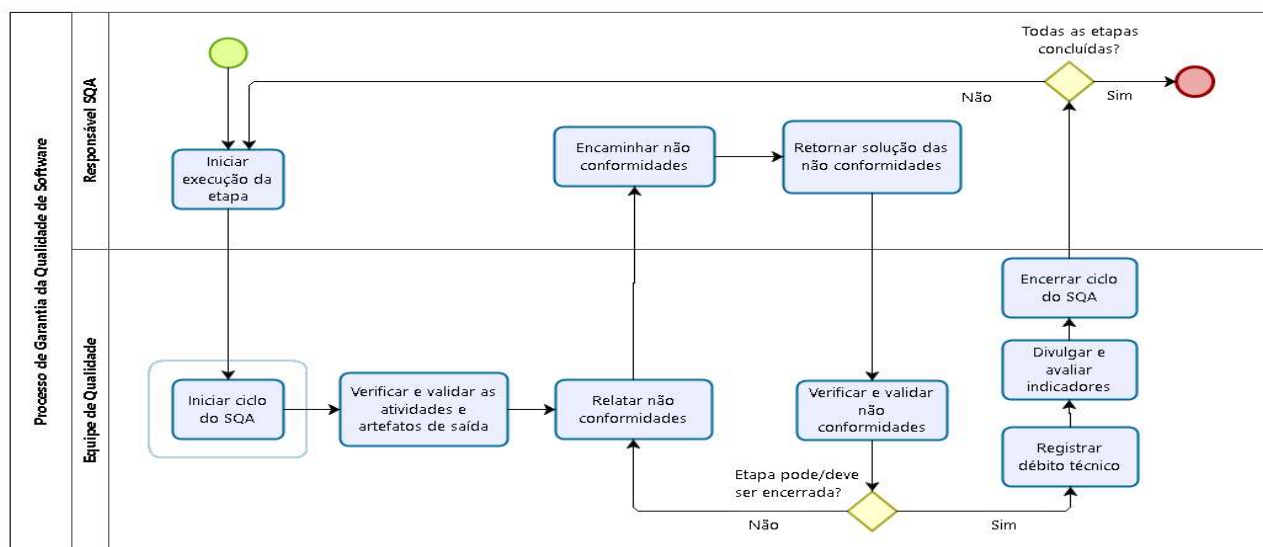 Processo de Garantia da Qualidade de Software
Responsável SQA
Todas as etapas
concluídas?
Não
Sim
Iniciar
execução da
etapa
Encaminhar não
conformidades
Retornar solução das
não conformidades
Equipe de Qualidade
Encerrar ciclo
do SQA
Divulgar e
avaliar
indicadores
Iniciar ciclo
do SQA
Verificar e validar as
atividades e
artefatos de saída
Relatar não
conformidades
Verificar e validar
não
conformidades
Registrar
débito técnico
Etapa pode/deve
ser encerrada?
Não
Sim